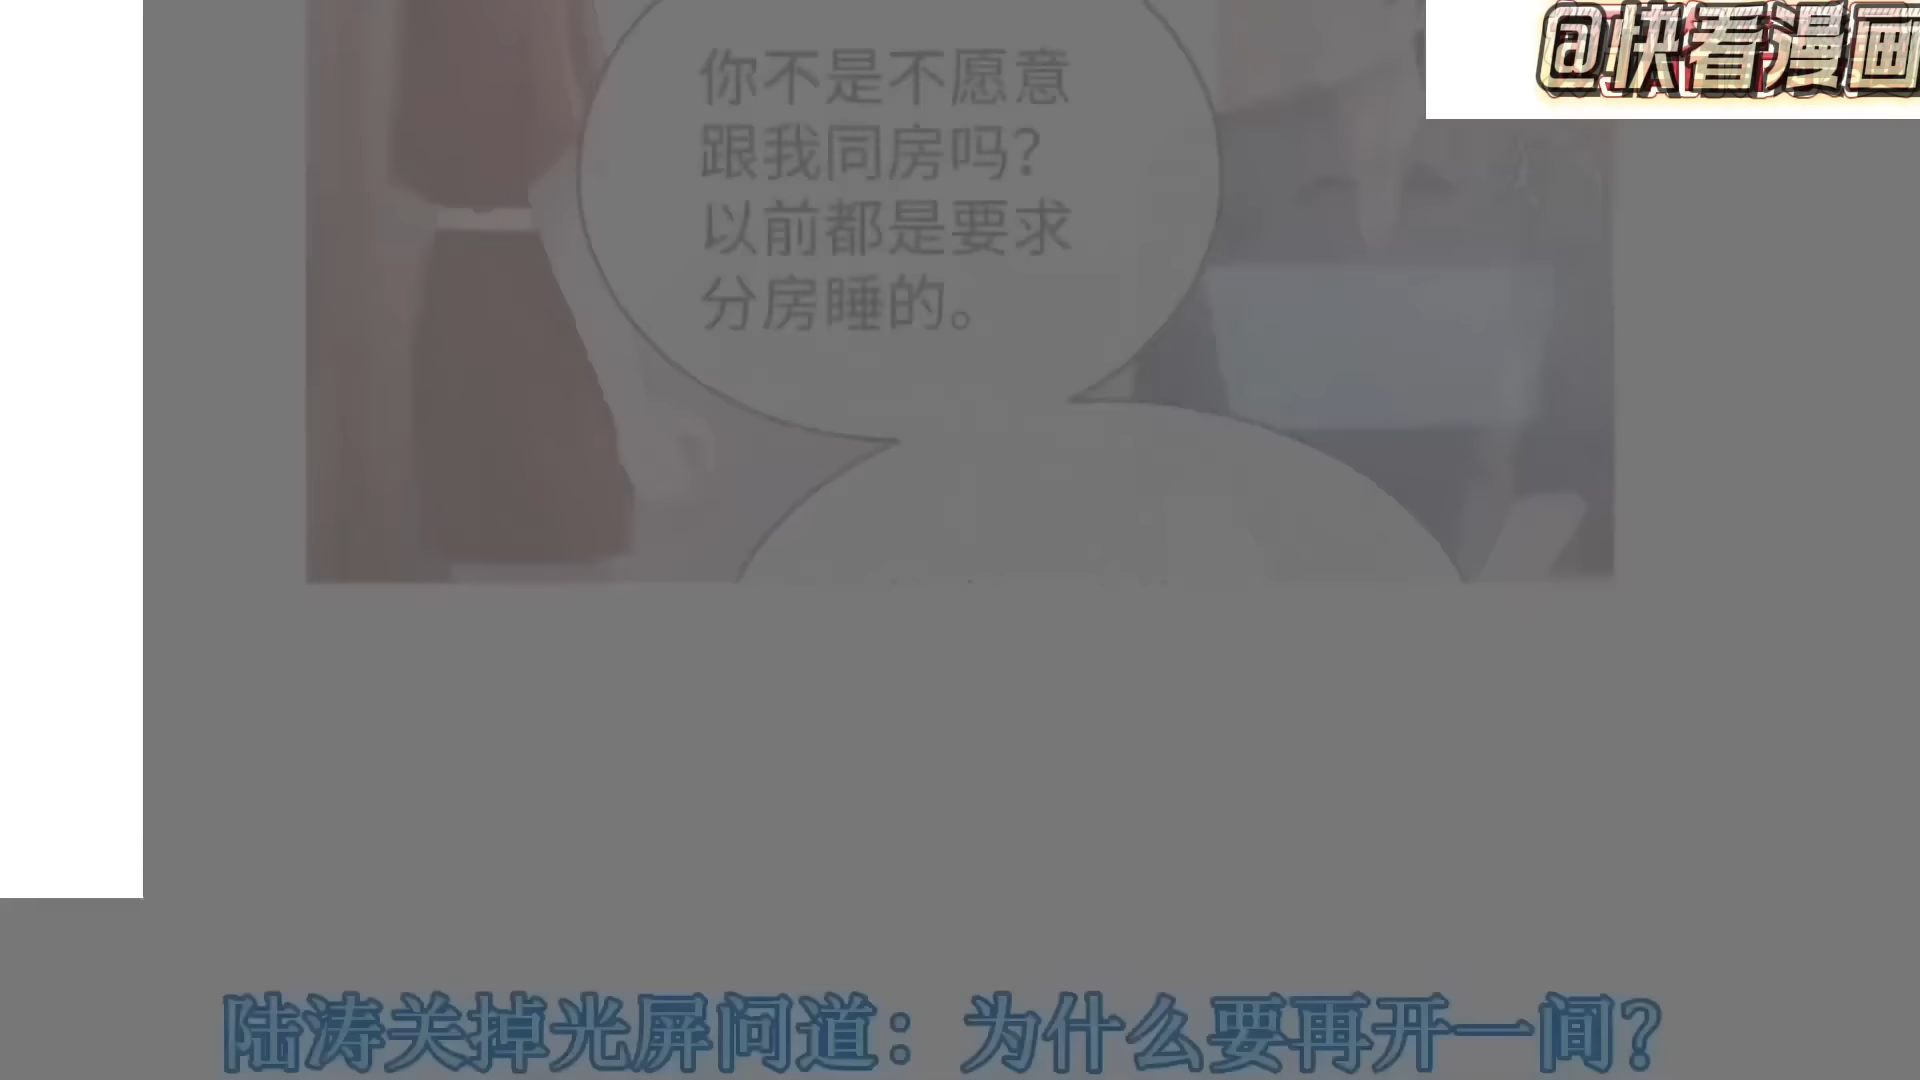 @快看漫画
你不是不愿意
跟我同房吗？
以前都是要求
分房睡的。
陆涛关掉光屏问道：为什么要再开一间？